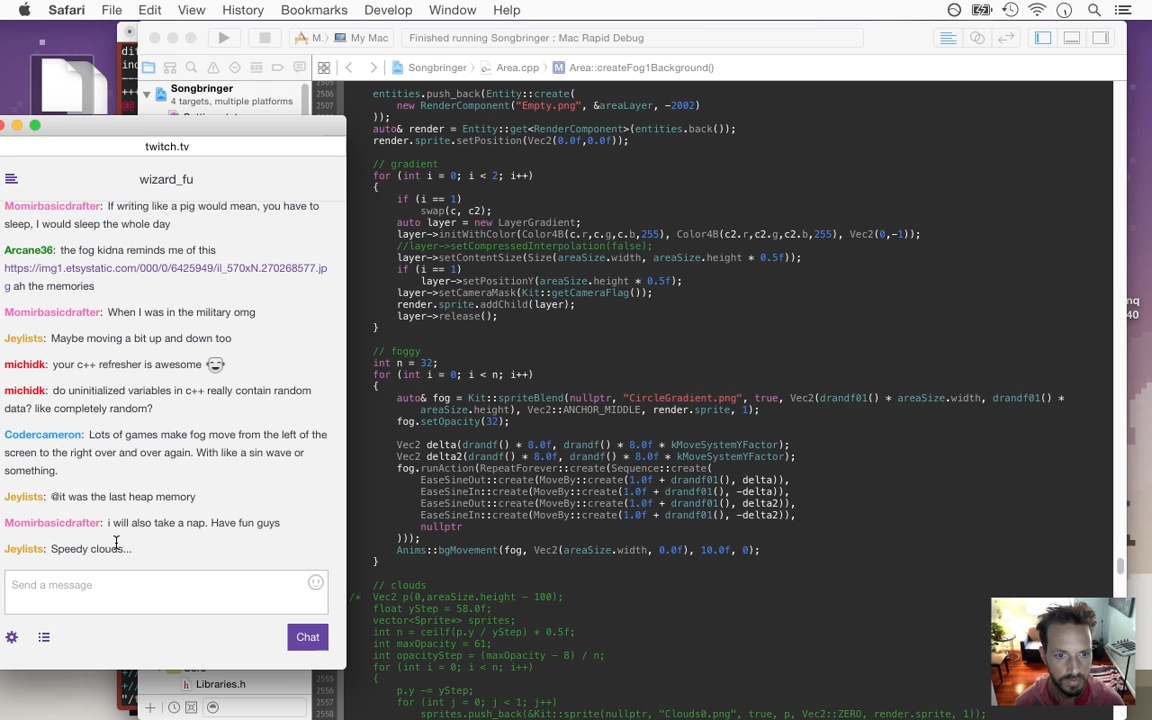 Safari File Edit View History Bookmarks Develop Window Help
M. My Mac Finished running Songbringer : Mac Rapid Debug
Songbringer Area.cpp Area::createFog1Background()
Songbringer
4 targets, multiple platforms
twitch.tv
wizard_fu
Momirbasicdrafter: If writing like a pig would mean, you have to
sleep, I would sleep the whole day
Arcane36: the fog kidna reminds me of this
https://img1.etsystatic.com/000/0/6425949/il_570xN.270268577.jp
g ah the memories
Momirbasicdrafter: When I was in the military omg
Jeylists: Maybe moving a bit up and down too
michidk: your c++ refresher is awesome
michidk: do uninitialized variables in c++ really contain random
data? like completely random?
Codercameron: Lots of games make fog move from the left of the
screen to the right over and over again. With like a sin wave or
something.
Jeylists: @it was the last heap memory
Momirbasicdrafter: i will also take a nap. Have fun guys
Jeylists: Speedy clouds...
Send a message
Chat
Libraries.h
2506 entities.push_back(Entity::create(
2507 new RenderComponent("Empty.png", &areaLayer, -2002)
));
auto& render = Entity::get<RenderComponent>(entities.back());
render.sprite.setPosition(Vec2(0.0f,0.0f));
// gradient
for (int i = 0; i < 2; i++)
{
if (i == 1)
swap(c, c2);
auto layer = new LayerGradient;
layer->initWithColor(Color4B(c.r,c.g,c.b,255), Color4B(c2.r,c2.g,c2.b,255), Vec2(0,-1));
//layer->setCompressedInterpolation(false);
layer->setContentSize(Size(areaSize.width, areaSize.height * 0.5f));
if (i == 1)
layer->setPositionY(areaSize.height * 0.5f);
layer->setCameraMask(Kit::getCameraFlag());
render.sprite.addChild(layer);
layer->release();
}
// foggy
int n = 32;
for (int i = 0; i < n; i++)
{
auto& fog = Kit::spriteBlend(nullptr, "CircleGradient.png", true, Vec2(drandf01() * areaSize.width, drandf01() *
areaSize.height), Vec2::ANCHOR_MIDDLE, render.sprite, 1);
fog.setOpacity(32);
Vec2 delta(drandf() * 8.0f, drandf() * 8.0f * kMoveSystemYFactor);
Vec2 delta2(drandf() * 8.0f, drandf() * 8.0f * kMoveSystemYFactor);
fog.runAction(RepeatForever::create(Sequence::create(
EaseSineOut::create(MoveBy::create(1.0f + drandf01(), delta)),
EaseSineIn::create(MoveBy::create(1.0f + drandf01(), -delta)),
EaseSineOut::create(MoveBy::create(1.0f + drandf01(), delta2)),
EaseSineIn::create(MoveBy::create(1.0f + drandf01(), -delta2)),
nullptr
)));
Anims::bgMovement(fog, Vec2(areaSize.width, 0.0f), 10.0f, 0);
}
// clouds
/* Vec2 p(0,areaSize.height - 100);
float yStep = 58.0f;
vector<Sprite*> sprites;
int n = ceilf(p.y / yStep) * 0.5f;
int maxOpacity = 61;
int opacityStep = (maxOpacity - 8) / n;
for (int i = 0; i < n; i++)
2555 {
2556 p.y -= yStep;
2557 for (int j = 0; j < 1; j++)
2558 sprites.push_back(&Kit::sprite(nullptr, "Clouds0.png", true, p, Vec2::ZERO, render.sprite, 1));
nq
40